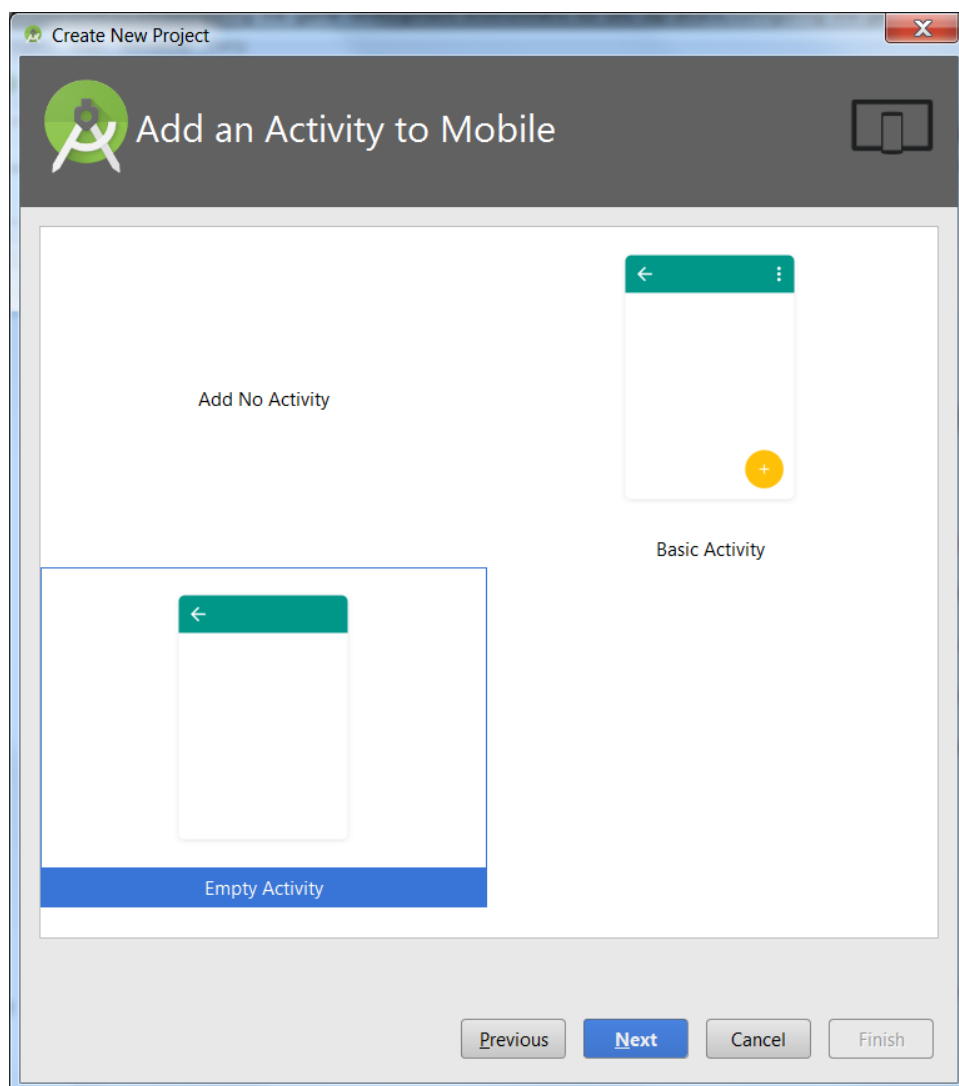 Create New Project
Add an Activity to Mobile
Add No Activity
Basic Activity
Empty Activity
Previous
Next
Cancel
Finish